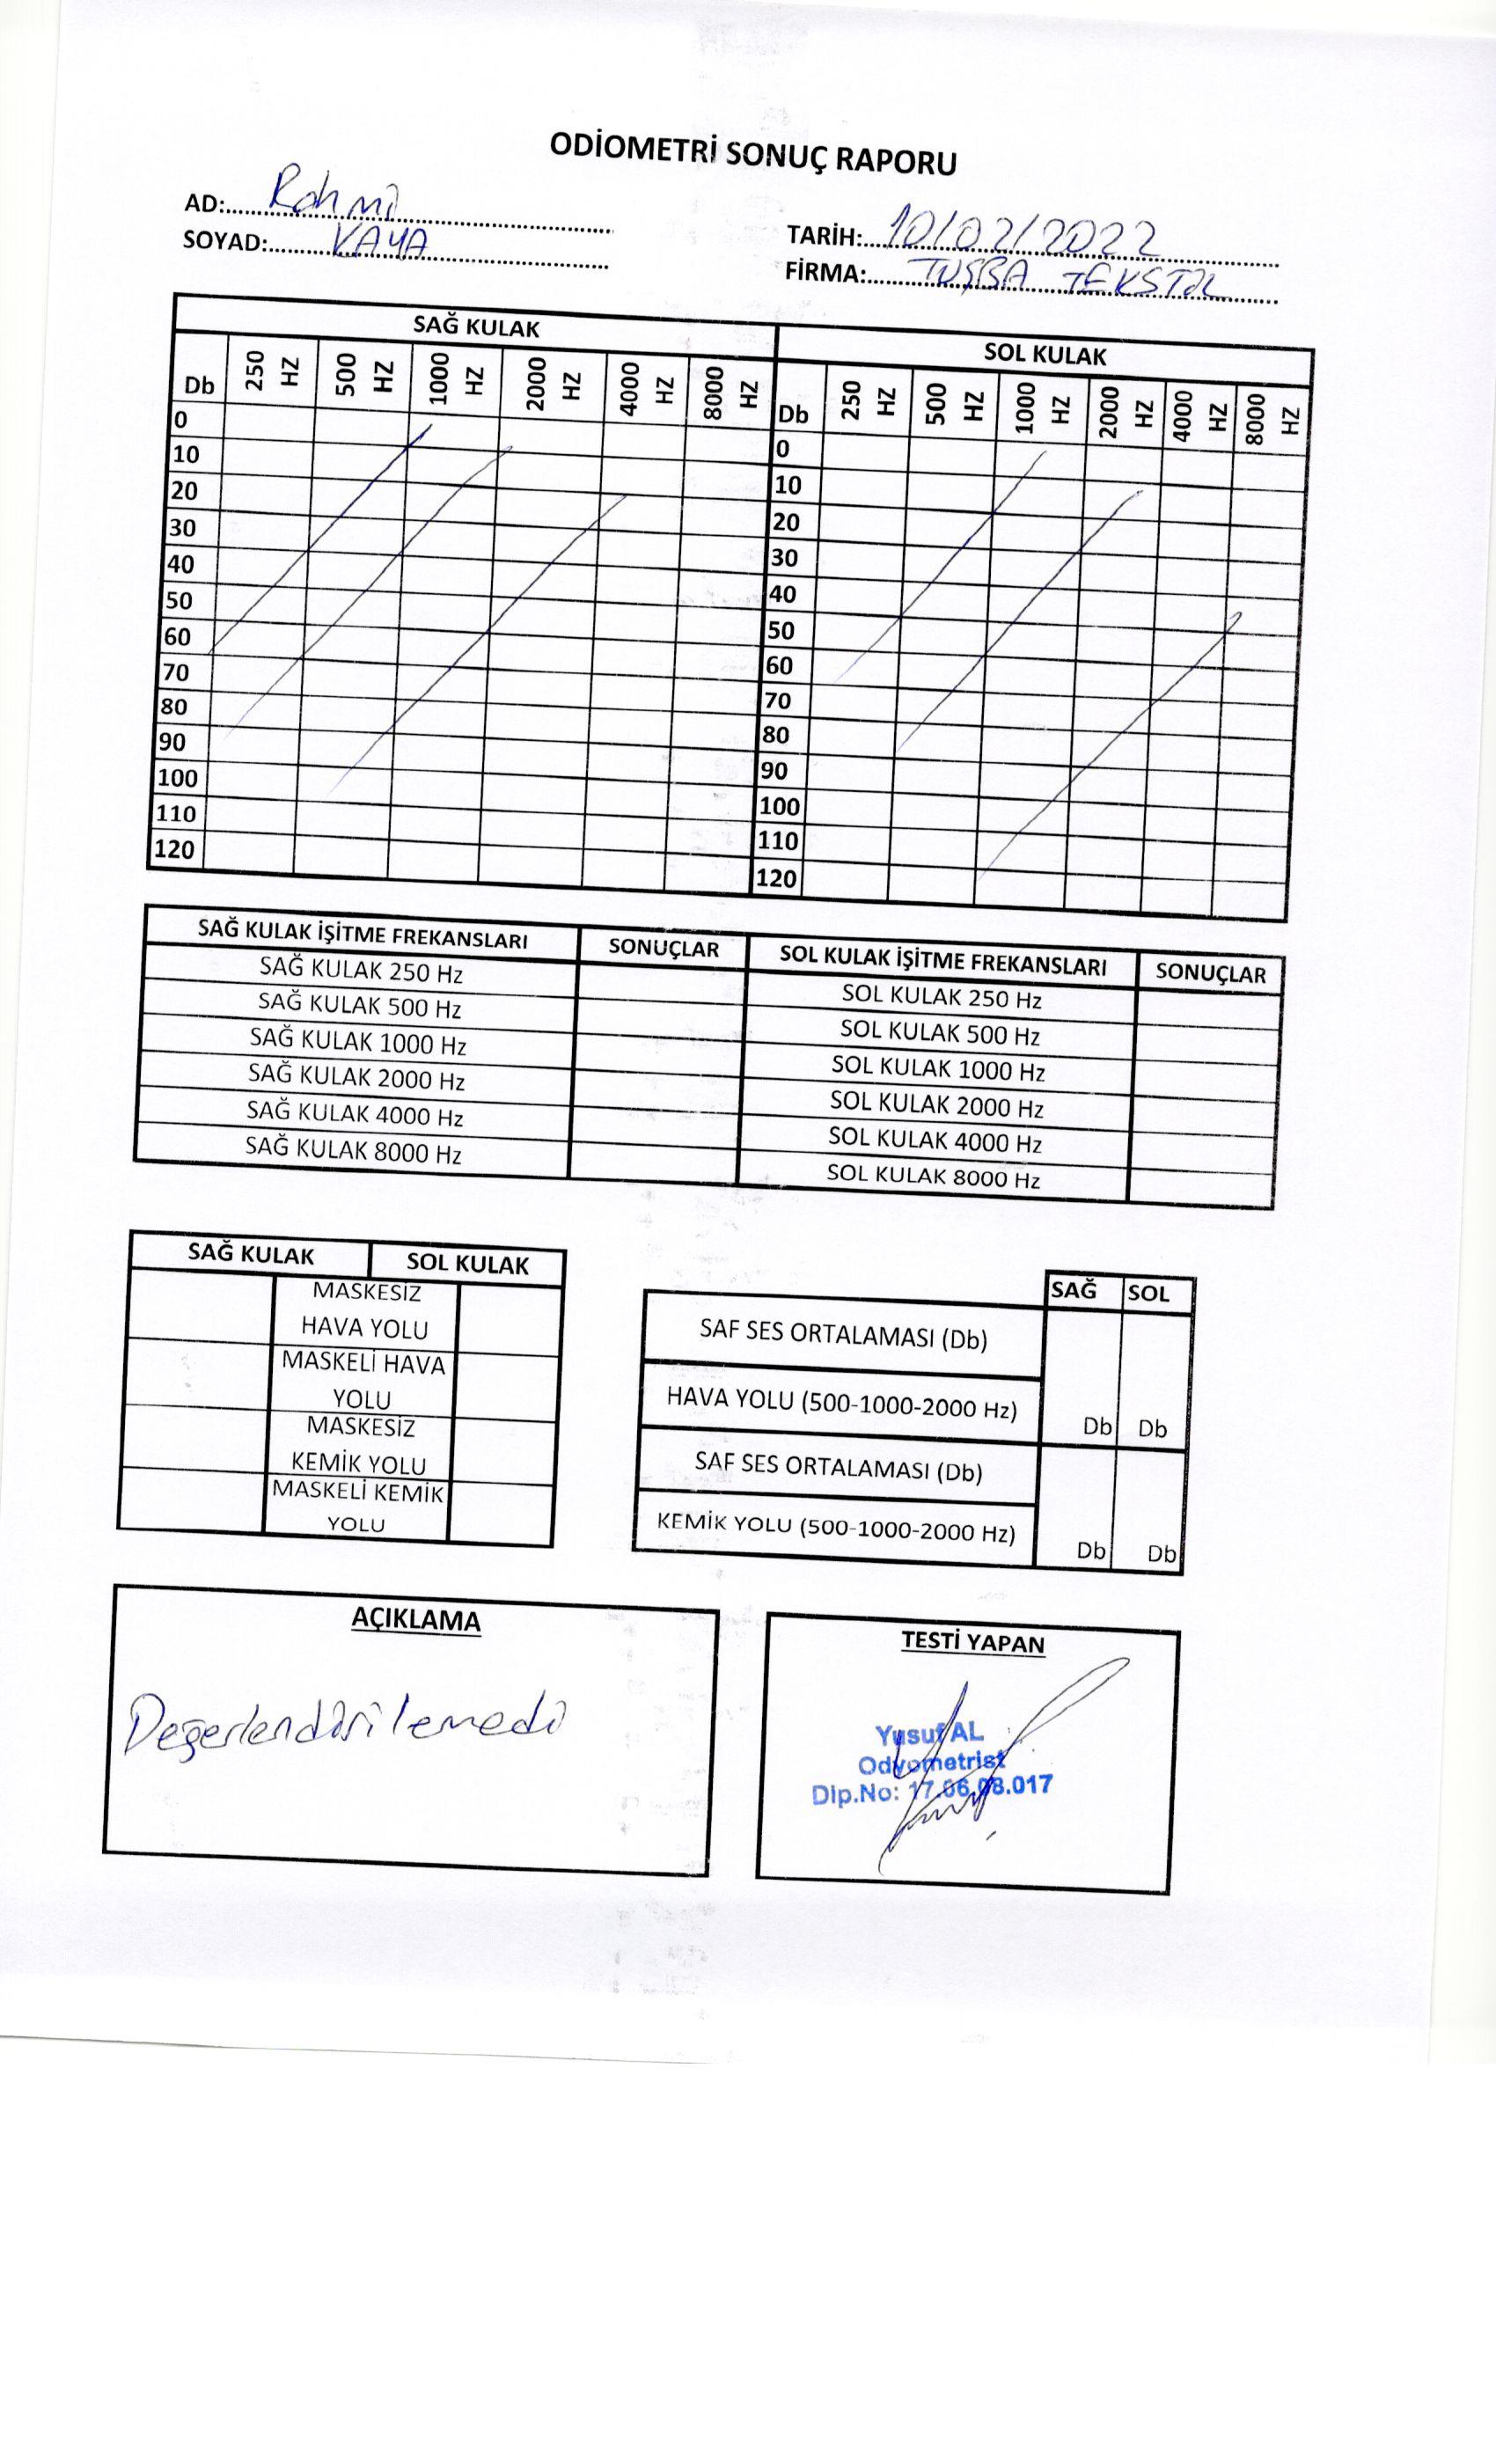 ODİOMETRİ SONUÇ RAPORU
AD:........Rahmi........
SOYAD:........KAYA........
TARİH:....10/02/2022....
FİRMA:........TUŞBA TEKSTİL........
SAĞ KULAK
SOL KULAK
Db 250 HZ 500 HZ 1000 HZ 2000 HZ 4000 HZ 8000 HZ Db 250 HZ 500 HZ 1000 HZ 2000 HZ 4000 HZ 8000 HZ
0 0
10 10
20 20
30 30
40 40
50 50
60 60
70 70
80 80
90 90
100 100
110 110
120 120
SAĞ KULAK İŞİTME FREKANSLARI SONUÇLAR SOL KULAK İŞİTME FREKANSLARI SONUÇLAR
SAĞ KULAK 250 Hz SOL KULAK 250 Hz
SAĞ KULAK 500 Hz SOL KULAK 500 Hz
SAĞ KULAK 1000 Hz SOL KULAK 1000 Hz
SAĞ KULAK 2000 Hz SOL KULAK 2000 Hz
SAĞ KULAK 4000 Hz SOL KULAK 4000 Hz
SAĞ KULAK 8000 Hz SOL KULAK 8000 Hz
SAĞ KULAK SOL KULAK
MASKESİZ
HAVA YOLU
MASKELİ HAVA
YOLU
MASKESİZ
KEMİK YOLU
MASKELİ KEMİK
YOLU
SAĞ SOL
SAF SES ORTALAMASI (Db)
HAVA YOLU (500-1000-2000 Hz) Db Db
SAF SES ORTALAMASI (Db)
KEMİK YOLU (500-1000-2000 Hz) Db Db
AÇIKLAMA
Değerlendirilemedi
TESTİ YAPAN
Yusuf AL
Odyometrist
Dip.No: 17.06.08.017